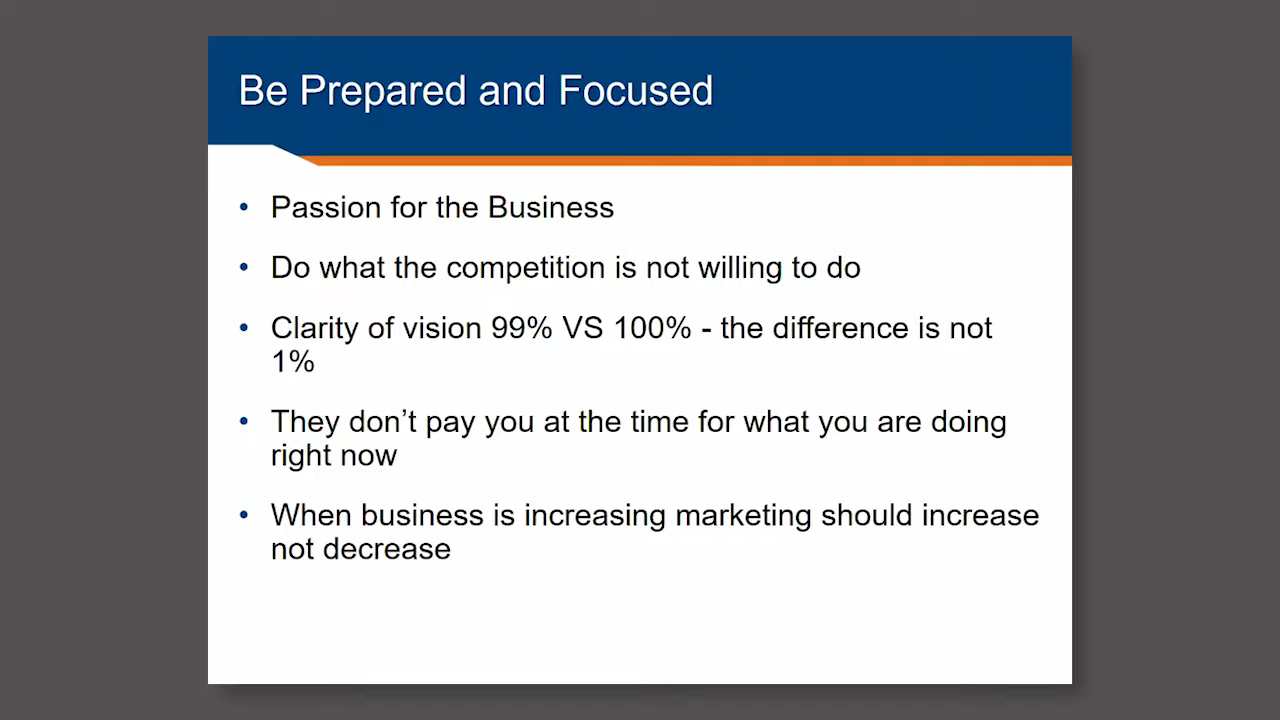 Be Prepared and Focused
• Passion for the Business
• Do what the competition is not willing to do
• Clarity of vision 99% VS 100% - the difference is not
1%
• They don’t pay you at the time for what you are doing
right now
• When business is increasing marketing should increase
not decrease